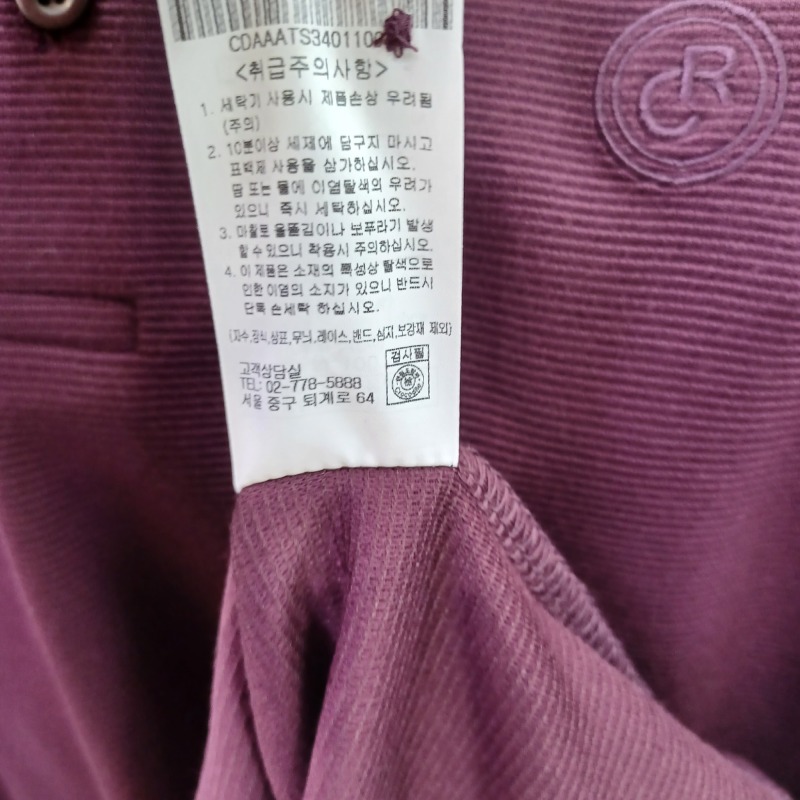 CDAAATS340110
<취급주의사항>
1. 세탁기 사용시 제품손상 우려됨
(주의)
2. 10분이상 세제에 담구지 마시고
표백제 사용을 삼가하십시오.
땀 또는 물에 이염탈색의 우려가
있으니 즉시 세탁하십시오.
3. 마찰로 올뜯김이나 보푸라기 발생
할 수 있으니 착용시 주의하십시오.
4. 이 제품은 소재의 특성상 탈색으로
인한 이염의 소지가 있으니 반드시
단독 손세탁 하십시오.
(자수,장식,상표,무늬,레이스,밴드,심지,보강재 제외)
고객상담실
TEL: 02-778-5888
서울 중구 퇴계로 64
검사필
Crocodile
CR